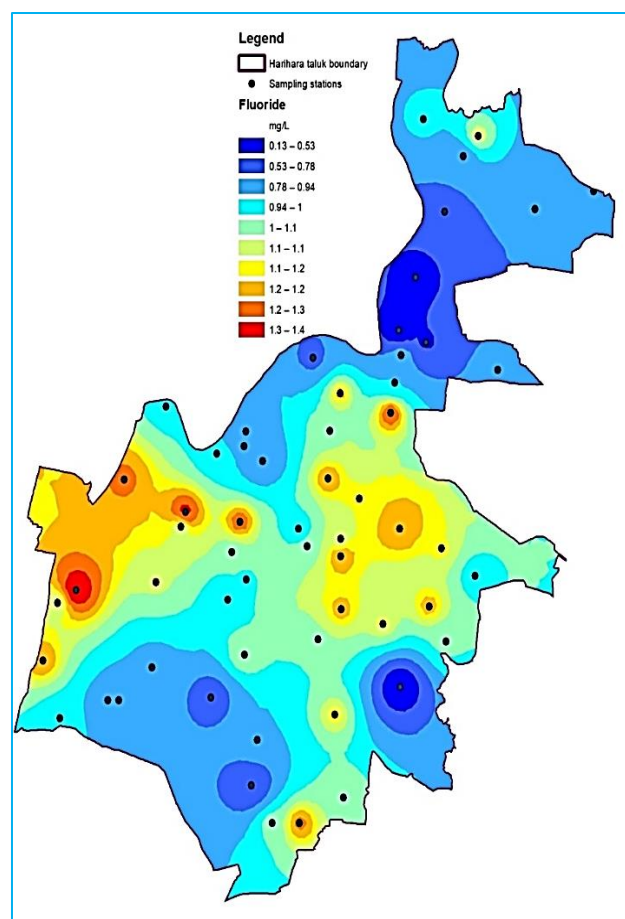 Legend
Harihara taluk boundary
Sampling stations
Fluoride
mg/L
0.13 – 0.53
0.53 – 0.78
0.78 – 0.94
0.94 – 1
1 – 1.1
1.1 – 1.1
1.1 – 1.2
1.2 – 1.2
1.2 – 1.3
1.3 – 1.4